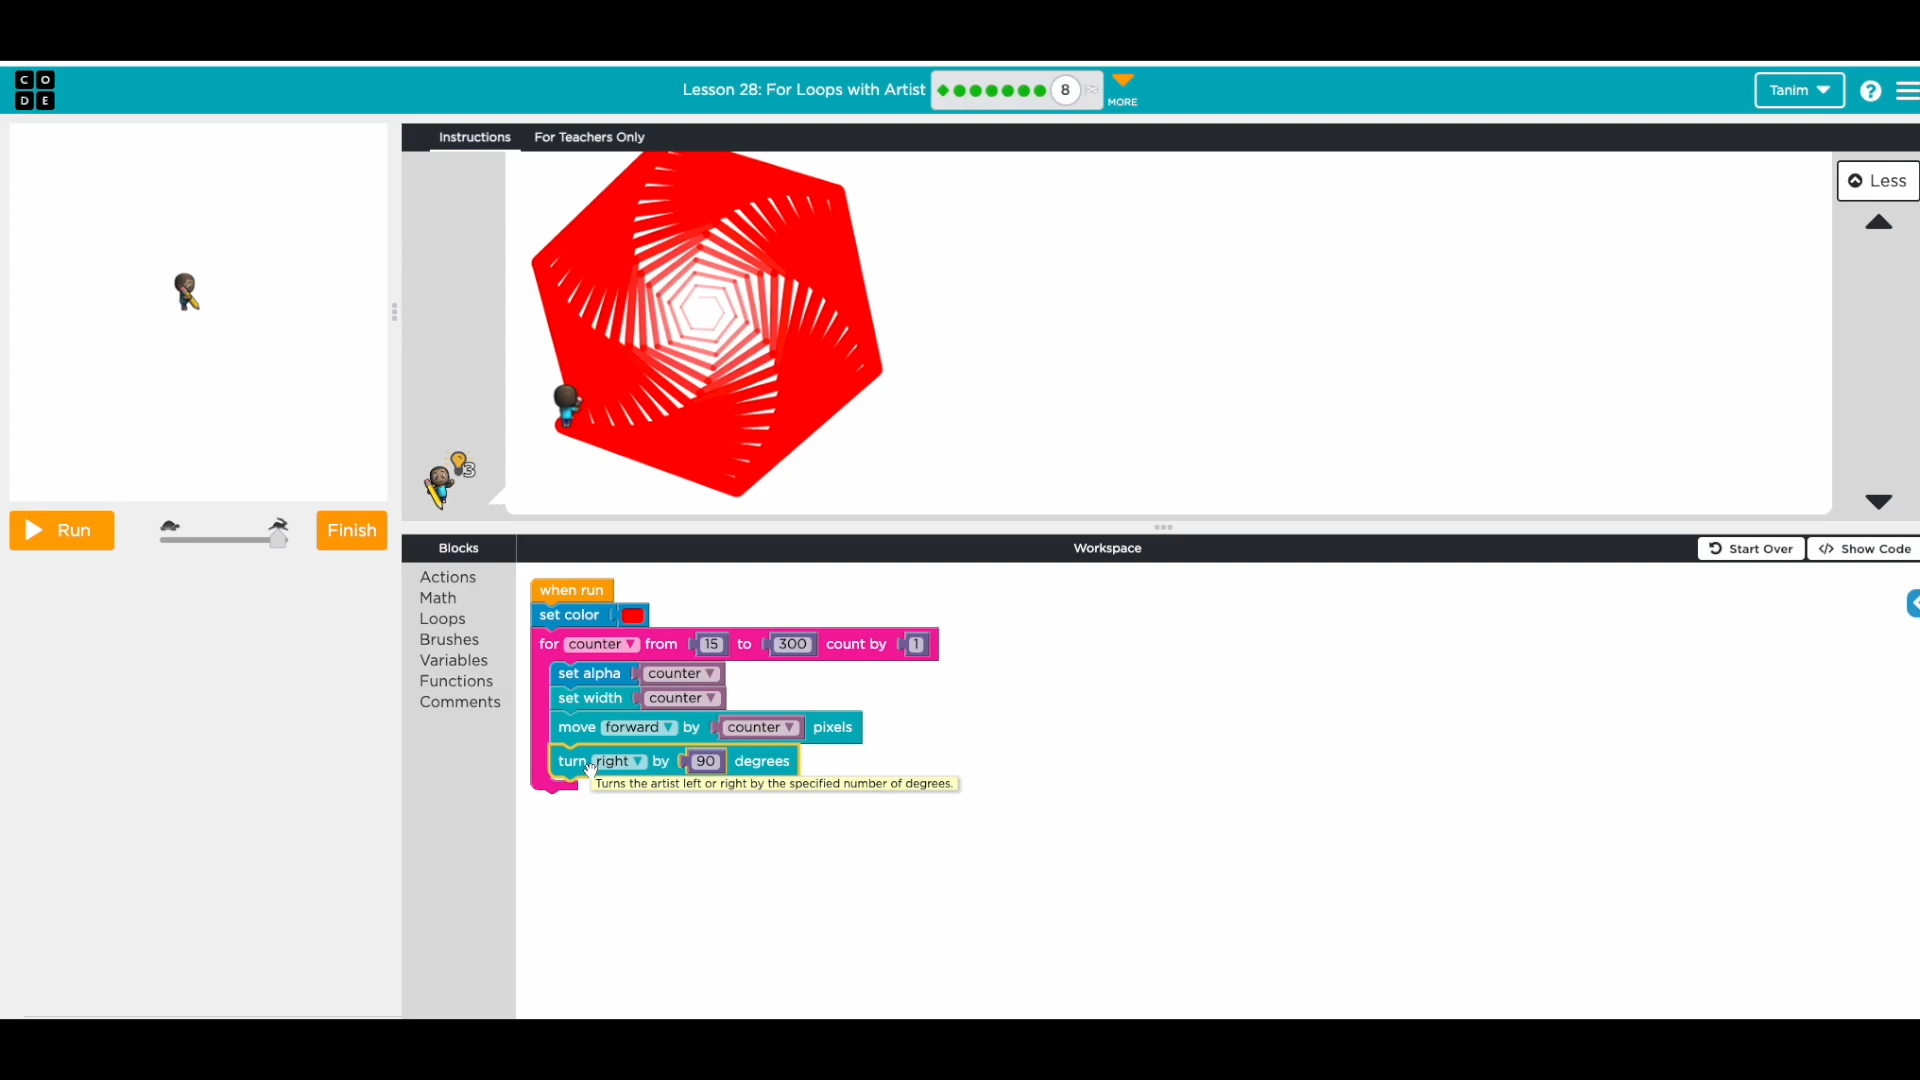 C O
D E
Lesson 28: For Loops with Artist
8
MORE
Tanim
?
Instructions
For Teachers Only
Less
3
Run
Finish
Blocks
Workspace
Start Over
</> Show Code
Actions
Math
Loops
Brushes
Variables
Functions
Comments
when run
set color
for counter from 15 to 300 count by 1
set alpha counter
set width counter
move forward by counter pixels
turn right by 90 degrees
Turns the artist left or right by the specified number of degrees.